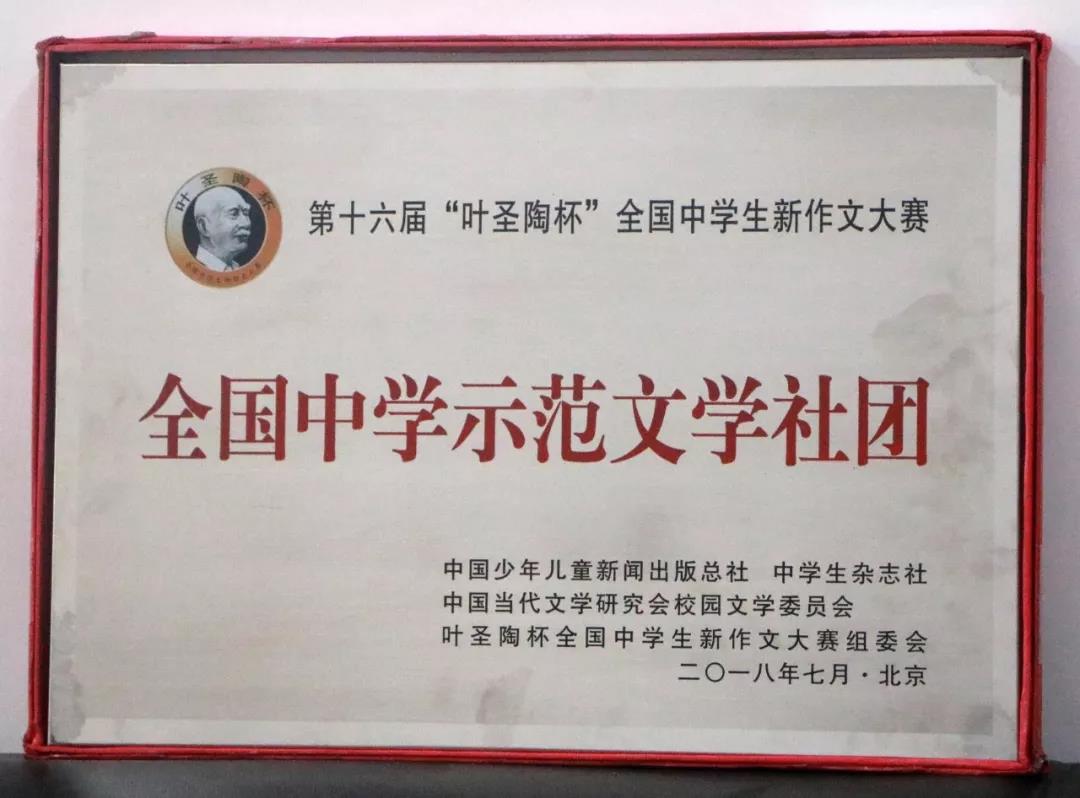 叶圣陶杯
第十六届“叶圣陶杯”全国中学生新作文大赛
全国中学示范文学社团
中国少年儿童新闻出版总社 中学生杂志社
中国当代文学研究会校园文学委员会
叶圣陶杯全国中学生新作文大赛组委会
二〇一八年七月·北京